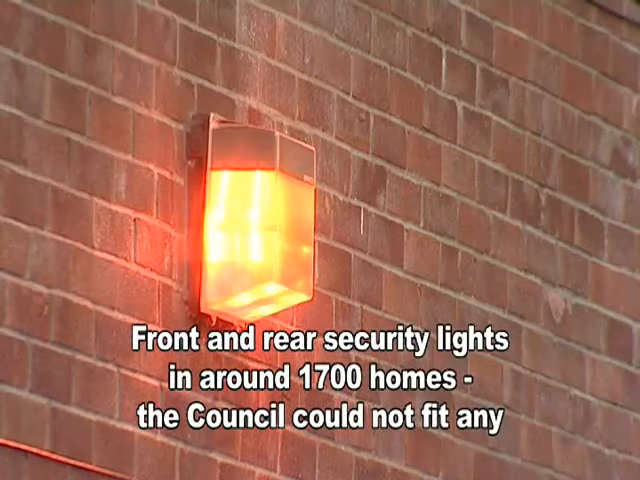 Front and rear security lights
in around 1700 homes -
the Council could not fit any